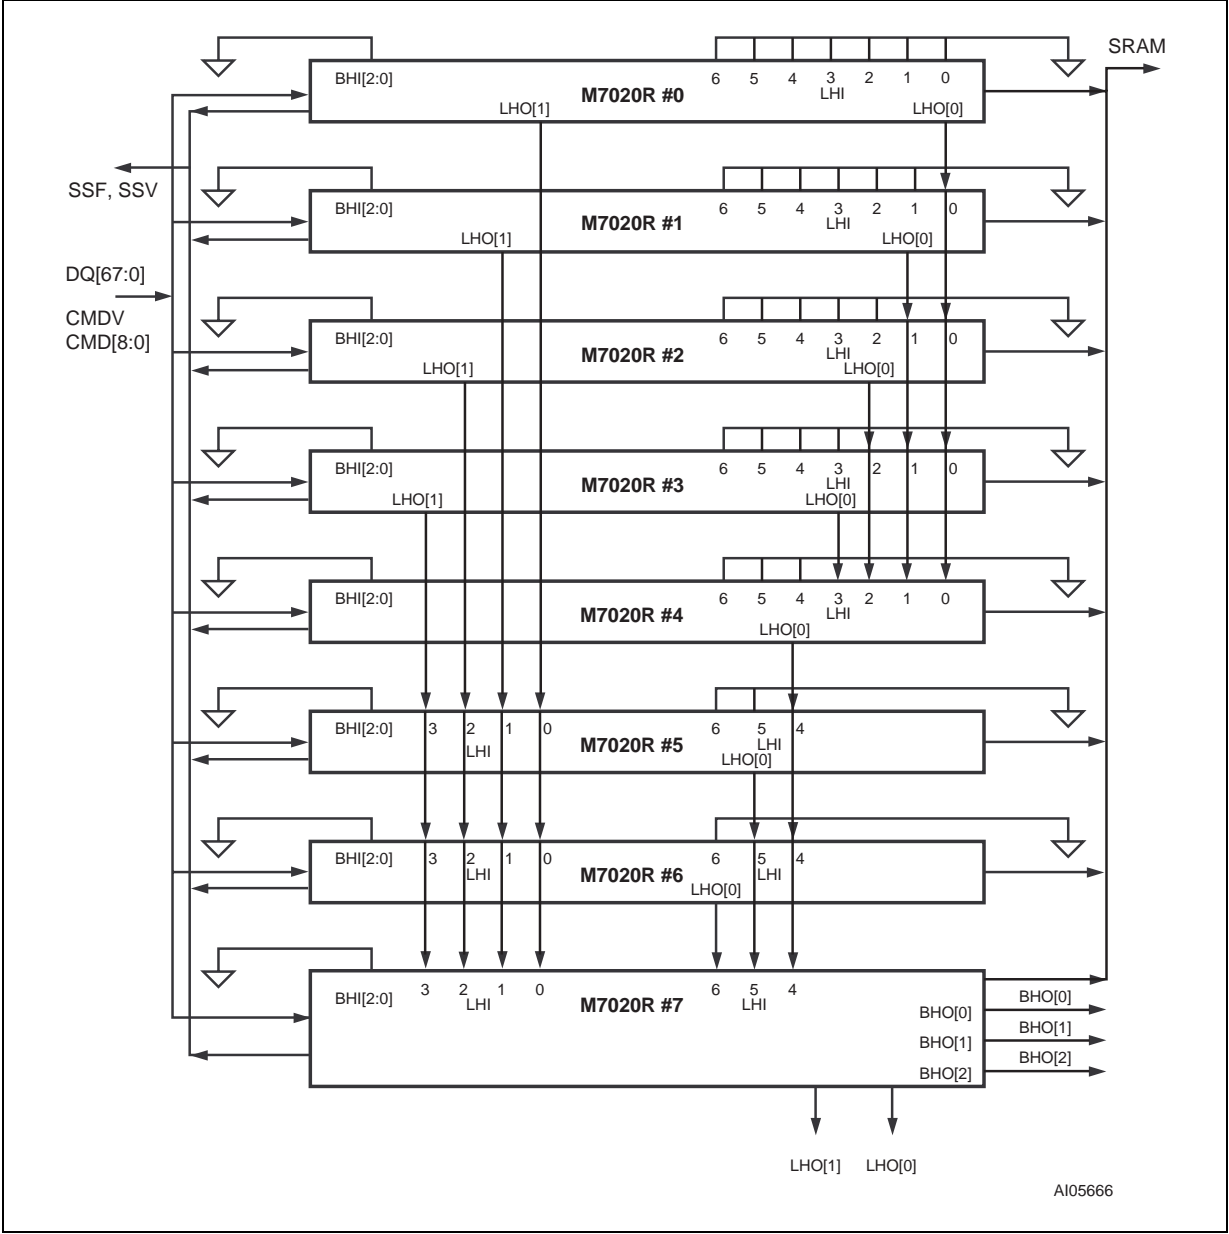 SRAM
BHI[2:0] 6 5 4 3 2 1 0
M7020R #0 LHI
LHO[1] LHO[0]
SSF, SSV
BHI[2:0] 6 5 4 3 2 1 0
M7020R #1 LHI
LHO[1] LHO[0]
DQ[67:0]
CMDV
CMD[8:0]
BHI[2:0] 6 5 4 3 2 1 0
M7020R #2 LHI
LHO[1] LHO[0]
BHI[2:0] 6 5 4 3 2 1 0
M7020R #3 LHI
LHO[1] LHO[0]
BHI[2:0] 6 5 4 3 2 1 0
M7020R #4 LHI
LHO[0]
BHI[2:0] 3 2 1 0 6 5 4
LHI M7020R #5 LHI
LHO[0]
BHI[2:0] 3 2 1 0 6 5 4
LHI M7020R #6 LHI
LHO[0]
BHI[2:0] 3 2 1 0 6 5 4
LHI M7020R #7 LHI
BHO[0] BHO[0]
BHO[1] BHO[1]
BHO[2] BHO[2]
LHO[1] LHO[0]
AI05666